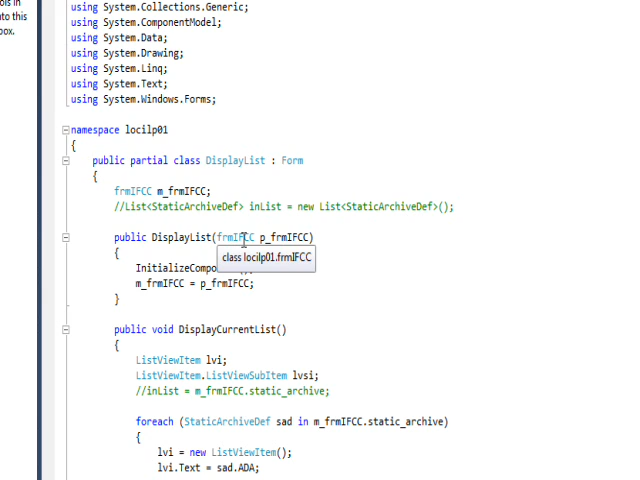 ols in
nto this
box.
using System.Collections.Generic;
using System.ComponentModel;
using System.Data;
using System.Drawing;
using System.Linq;
using System.Text;
using System.Windows.Forms;
namespace locilp01
{
public partial class DisplayList : Form
{
frmIFCC m_frmIFCC;
//List<StaticArchiveDef> inList = new List<StaticArchiveDef>();
public DisplayList(frmIFCC p_frmIFCC)
{
class locilp01.frmIFCC
InitializeCompo
m_frmIFCC = p_frmIFCC;
}
public void DisplayCurrentList()
{
ListViewItem lvi;
ListViewItem.ListViewSubItem lvsi;
//inList = m_frmIFCC.static_archive;
foreach (StaticArchiveDef sad in m_frmIFCC.static_archive)
{
lvi = new ListViewItem();
lvi.Text = sad.ADA;